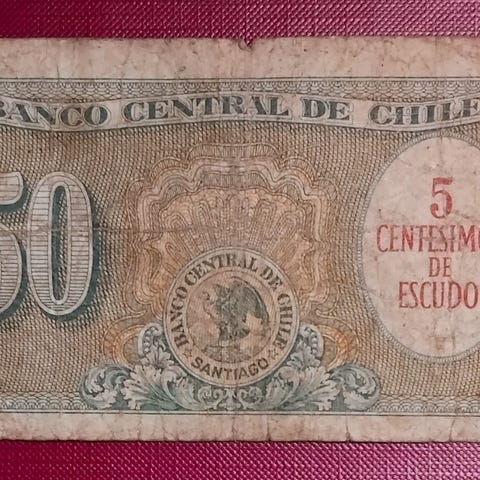 BANCO CENTRAL DE CHILE
50
5
CENTESIMO
DE
ESCUDO
BANCO CENTRAL DE CHILE
SANTIAGO